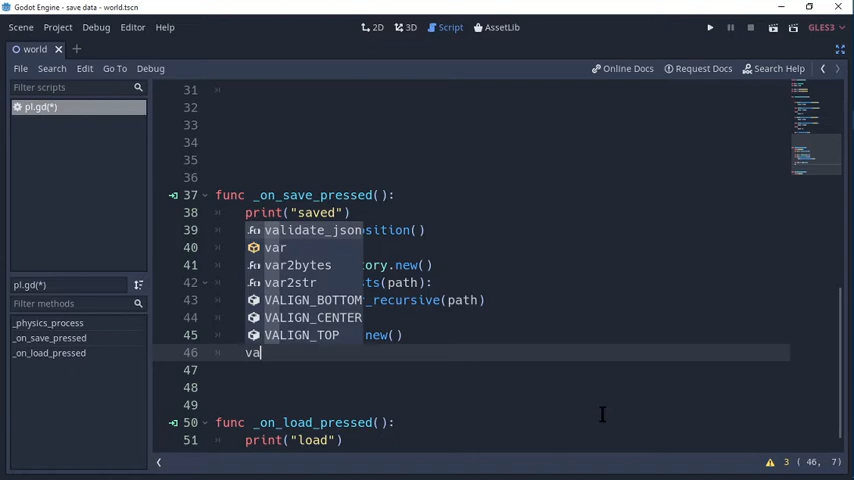 Godot Engine - save data - world.tscn
Scene Project Debug Editor Help 2D 3D Script AssetLib GLES3
world
File Search Edit Go To Debug Online Docs Request Docs Search Help
Filter scripts
pl.gd(*)
pl.gd(*)
Filter methods
_physics_process
_on_save_pressed
_on_load_pressed
31
32
33
34
35
36
37 func _on_save_pressed():
38 print("saved")
39 validate_json sition()
40 var
41 var2bytes tory.new()
42 var2str sts(path):
43 VALIGN_BOTTOM _recursive(path)
44 VALIGN_CENTER
45 VALIGN_TOP new()
46 va
47
48
49
50 func _on_load_pressed():
51 print("load")
3 ( 46, 7)